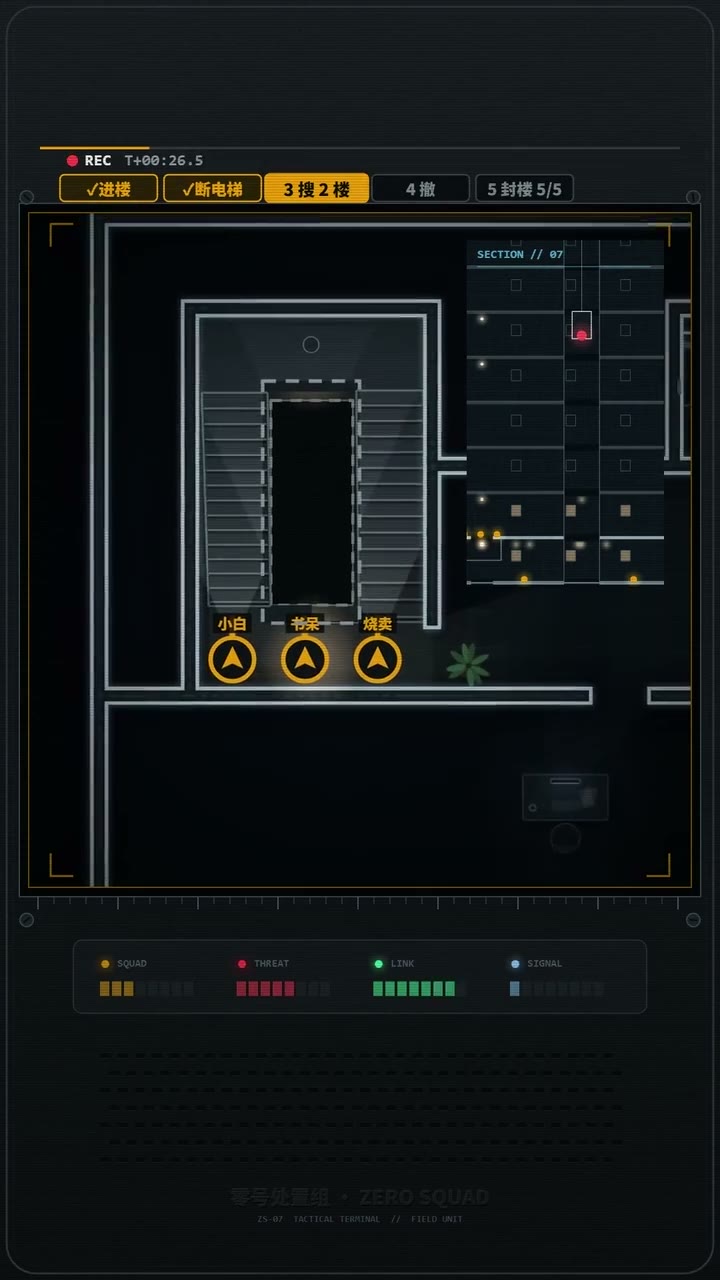 REC T+00:26.5
✓进楼 ✓断电梯 3 搜 2 楼 4 撤 5 封楼 5/5
SECTION // 07
小白 书呆 烧卖
SQUAD THREAT LINK SIGNAL
零号处置组 · ZERO SQUAD
ZS-07 TACTICAL TERMINAL // FIELD UNIT